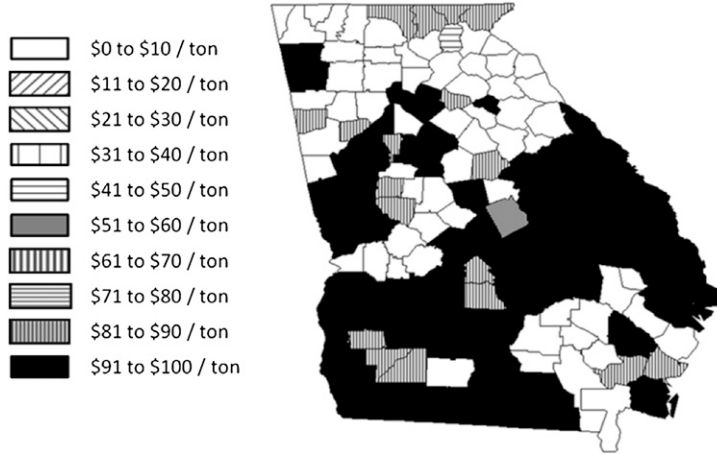 $0 to $10 / ton
$11 to $20 / ton
$21 to $30 / ton
$31 to $40 / ton
$41 to $50 / ton
$51 to $60 / ton
$61 to $70 / ton
$71 to $80 / ton
$81 to $90 / ton
$91 to $100 / ton